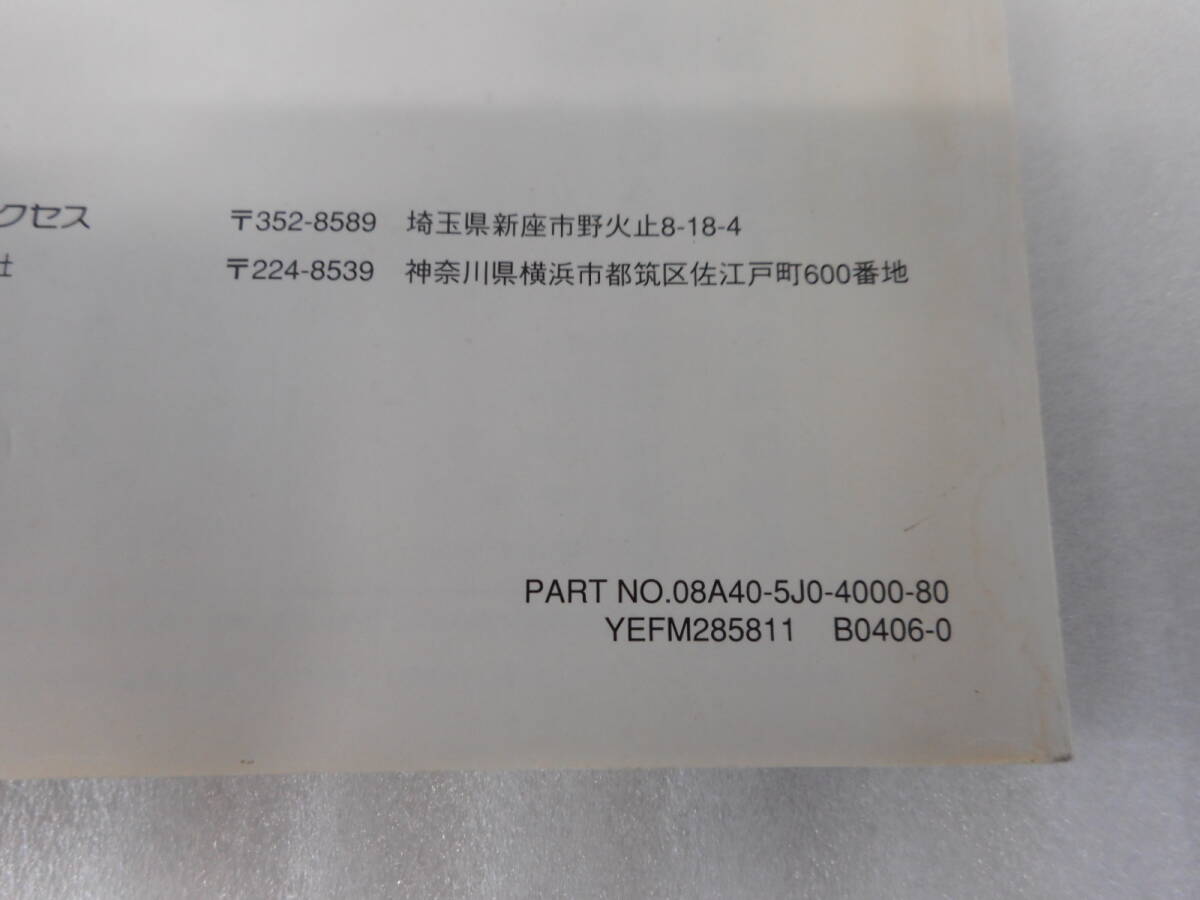 クセス 〒352-8589 埼玉県新座市野火止8-18-4
社 〒224-8539 神奈川県横浜市都筑区佐江戸町600番地
PART NO.08A40-5J0-4000-80
YEFM285811 B0406-0